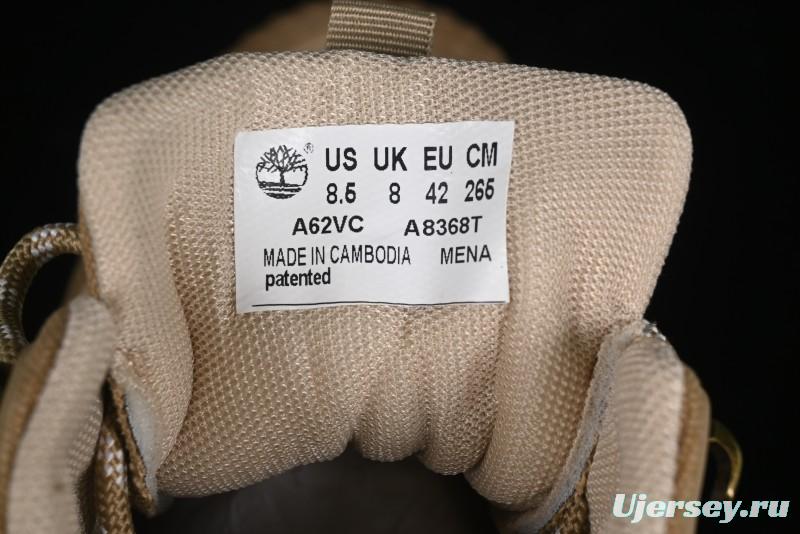 ® US UK EU CM
8.5 8 42 265
A62VC A8368T
MADE IN CAMBODIA MENA
patented
Ujersey.ru